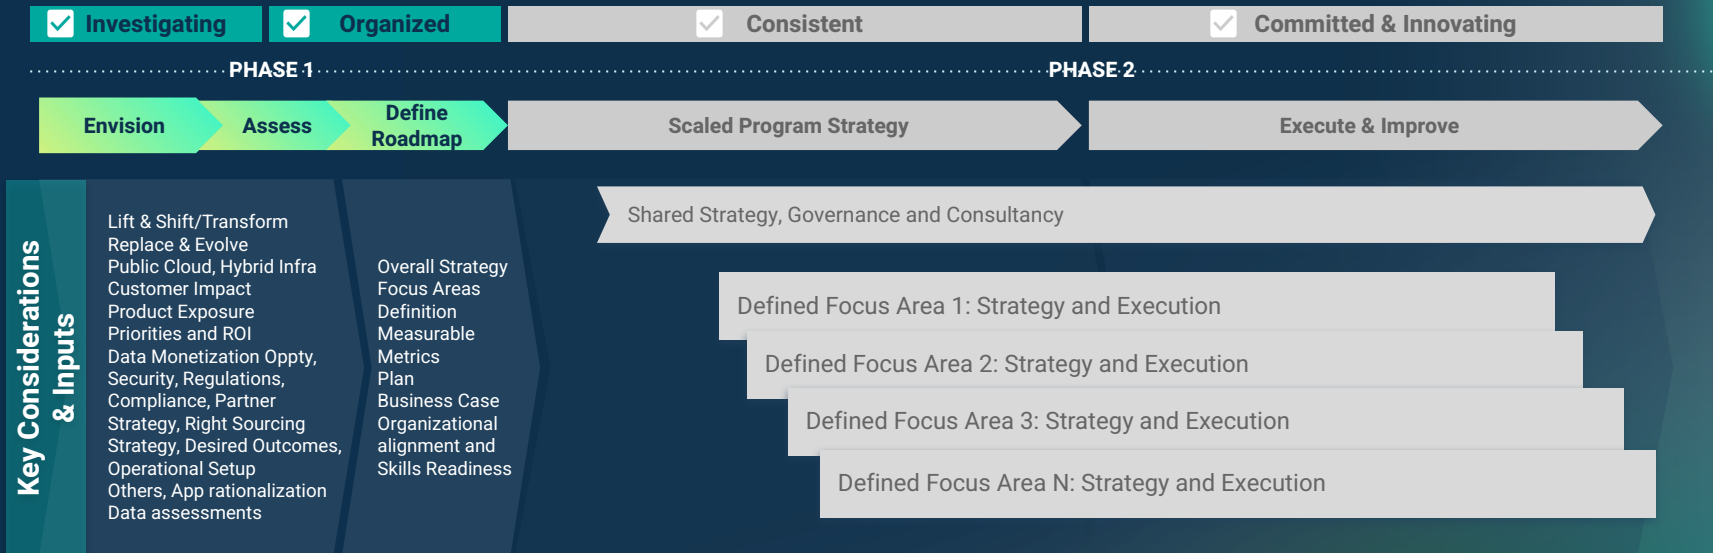 Investigating
Organized
Consistent
Committed & Innovating
PHASE 1
PHASE 2
Envision
Assess
Define
Roadmap
Scaled Program Strategy
Execute & Improve
Key Considerations
& Inputs
Lift & Shift/Transform
Replace & Evolve
Public Cloud, Hybrid Infra
Customer Impact
Product Exposure
Priorities and ROI
Data Monetization Oppty,
Security, Regulations,
Compliance, Partner
Strategy, Right Sourcing
Strategy, Desired Outcomes,
Operational Setup
Others, App rationalization
Data assessments
Overall Strategy
Focus Areas
Definition
Measurable
Metrics
Plan
Business Case
Organizational
alignment and
Skills Readiness
Shared Strategy, Governance and Consultancy
Defined Focus Area 1: Strategy and Execution
Defined Focus Area 2: Strategy and Execution
Defined Focus Area 3: Strategy and Execution
Defined Focus Area N: Strategy and Execution